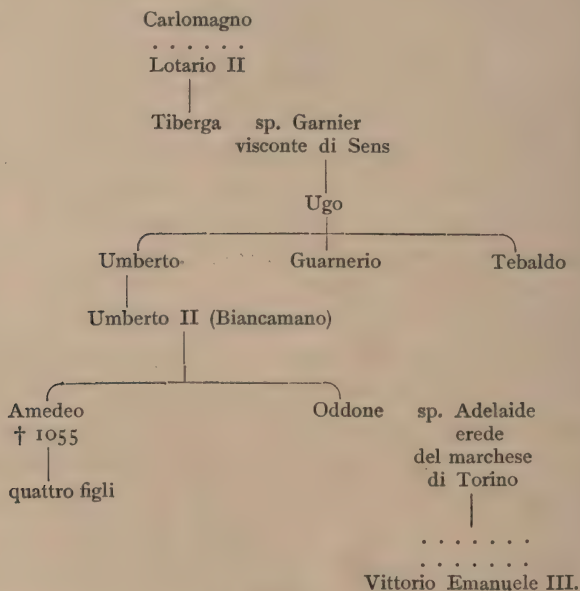 Carlomagno
. . . . . .
Lotario II
Tiberga sp. Garnier
visconte di Sens
Ugo
Umberto Guarnerio Tebaldo
Umberto II (Biancamano)
Amedeo Oddone sp. Adelaide
† 1055 erede
del marchese
quattro figli di Torino
. . . . . . .
. . . . . . .
Vittorio Emanuele III.